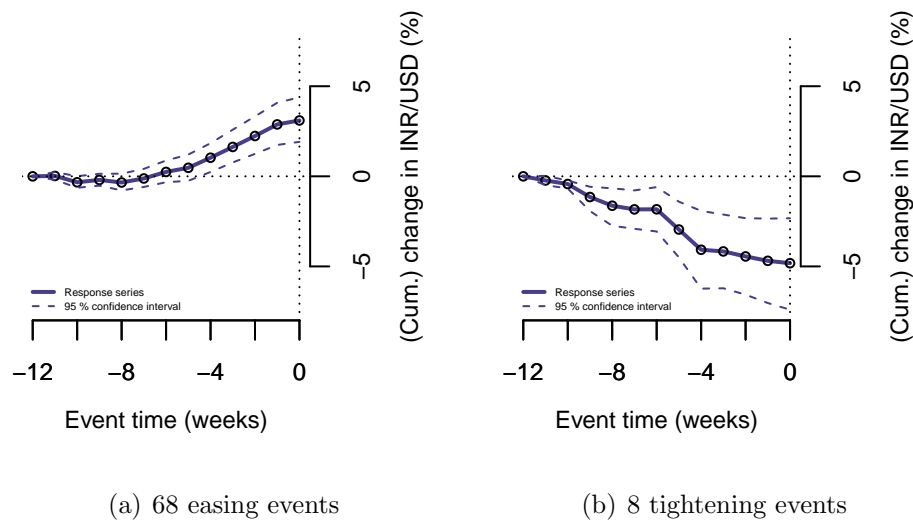 5
0
−5
(Cum.) change in INR/USD (%)
Response series
95 % confidence interval
−12 −8 −4 0
Event time (weeks)
(a) 68 easing events
5
0
−5
(Cum.) change in INR/USD (%)
Response series
95 % confidence interval
−12 −8 −4 0
Event time (weeks)
(b) 8 tightening events